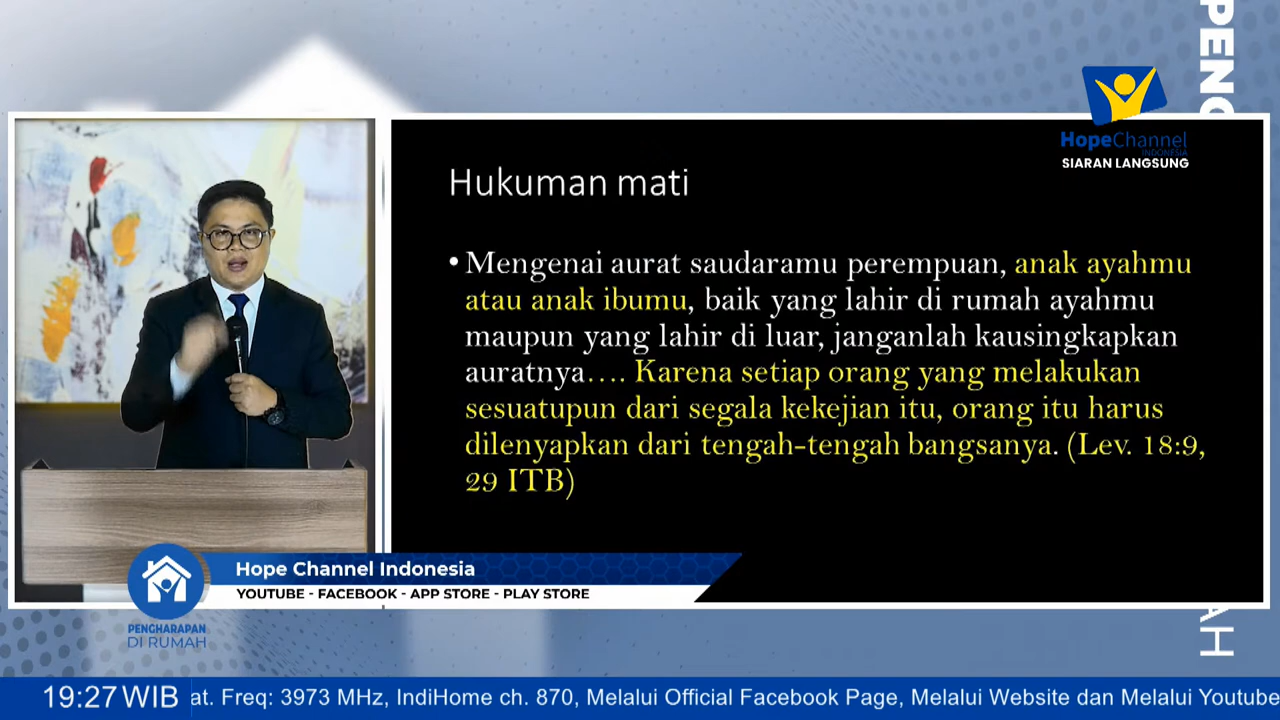 PENG
HopeChannel
INDONESIA
SIARAN LANGSUNG
Hukuman mati
• Mengenai aurat saudaramu perempuan, anak ayahmu
atau anak ibumu, baik yang lahir di rumah ayahmu
maupun yang lahir di luar, janganlah kausingkapkan
auratnya.... Karena setiap orang yang melakukan
sesuatupun dari segala kekejian itu, orang itu harus
dilenyapkan dari tengah-tengah bangsanya. (Lev. 18:9,
29 ITB)
Hope Channel Indonesia
YOUTUBE - FACEBOOK - APP STORE - PLAY STORE
PENGHARAPAN
DI RUMAH
AH
19:27 WIB at. Freq: 3973 MHz, IndiHome ch. 870, Melalui Official Facebook Page, Melalui Website dan Melalui Youtube